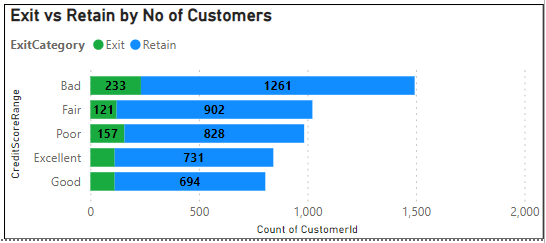 Exit vs Retain by No of Customers
ExitCategory Exit Retain
CreditScoreRange
Bad 233 1261
Fair 121 902
Poor 157 828
Excellent 731
Good 694
0 500 1,000 1,500 2,000
Count of CustomerId